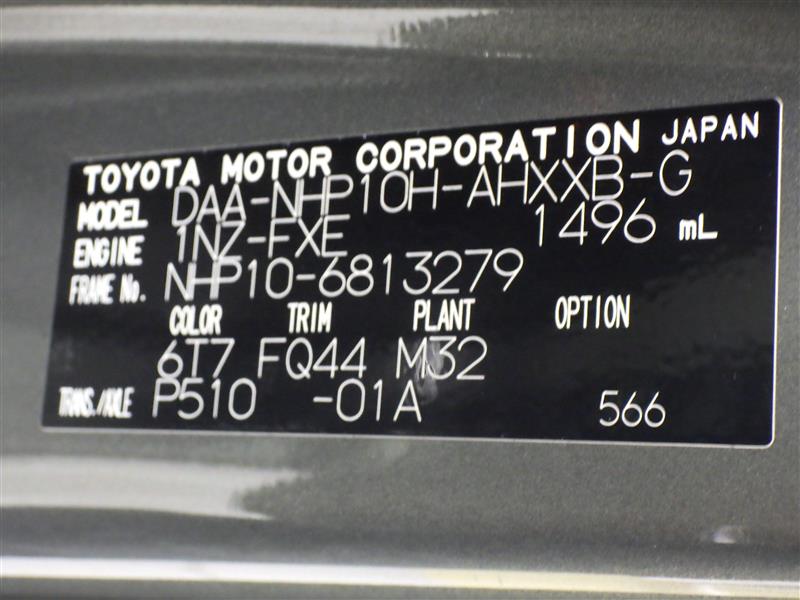 TOYOTA MOTOR CORPORATION JAPAN
MODEL DAA-NHP10H-AHXXB-G
ENGINE 1NZ-FXE 1496 mL
FRAME No. NHP10-6813279
COLOR TRIM PLANT OPTION
6T7 FQ44 M32
TRANS./AXLE P510 -01A 566